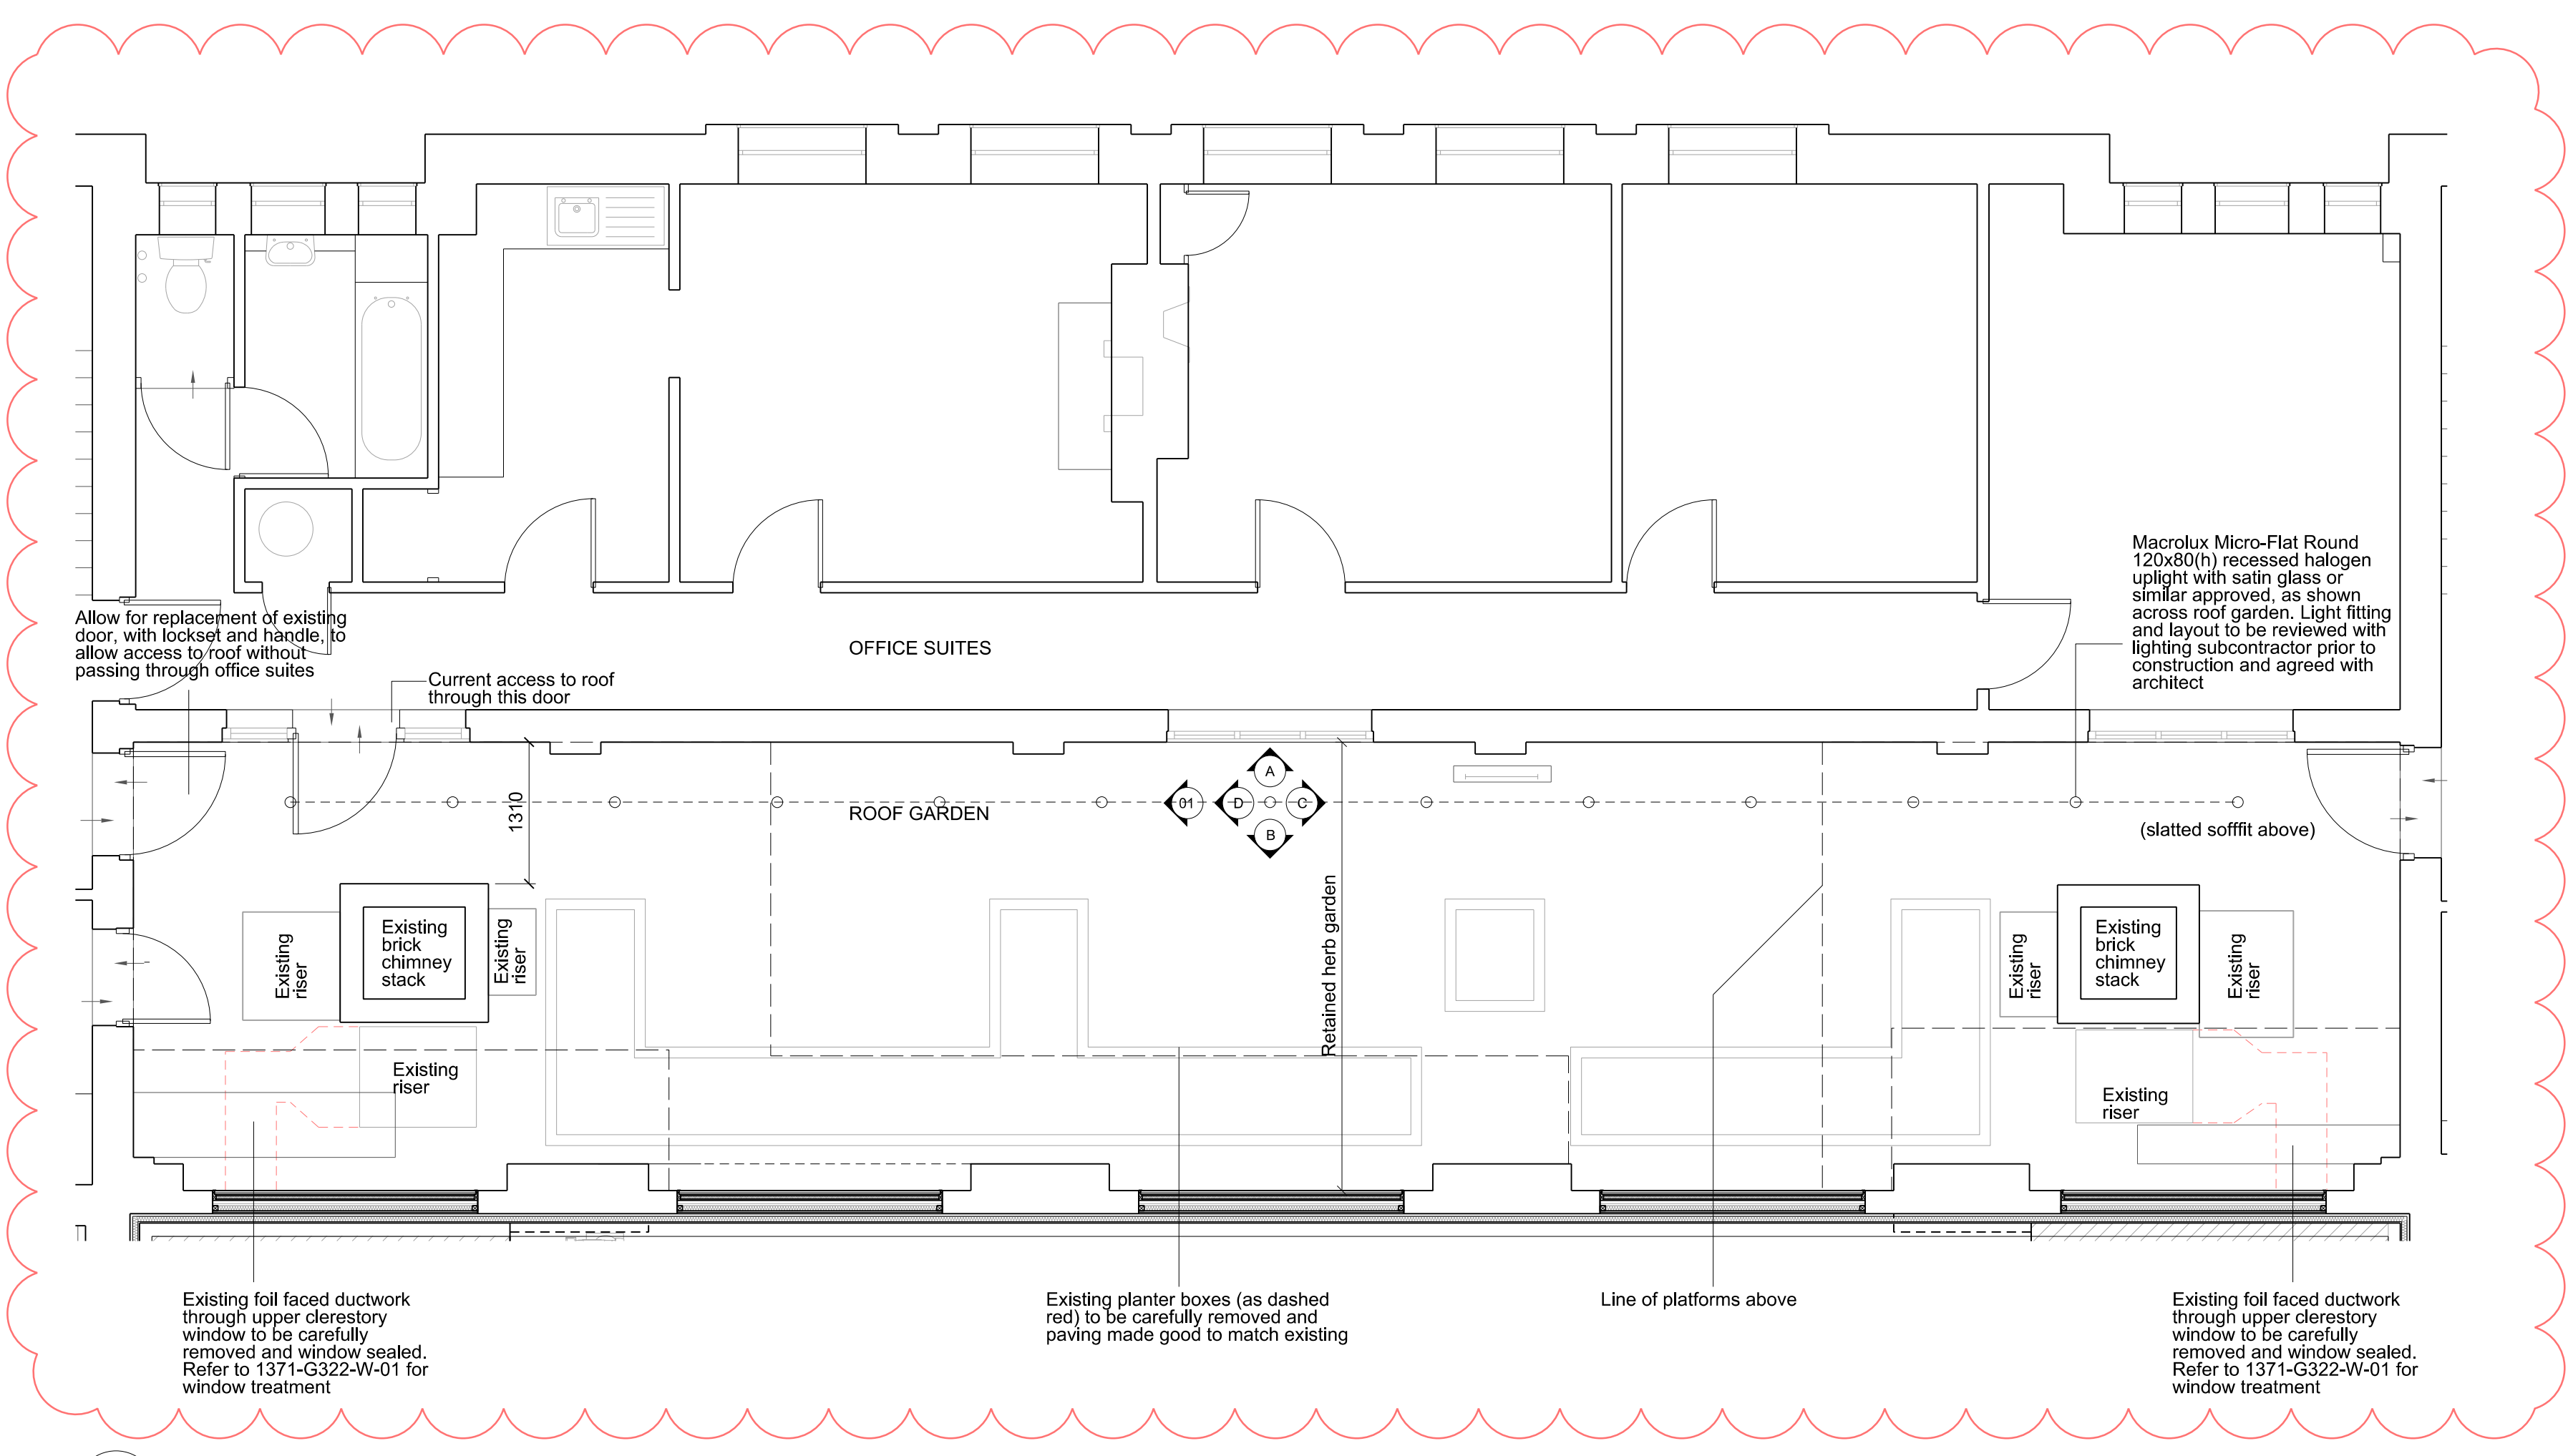 Macrolux Micro-Flat Round
120x80(h) recessed halogen
uplight with satin glass or
similar approved, as shown
across roof garden. Light fitting
and layout to be reviewed with
lighting subcontractor prior to
construction and agreed with
architect
Allow for replacement of existing
door, with lockset and handle, to
allow access to roof without
passing through office suites
OFFICE SUITES
Current access to roof
through this door
1310
ROOF GARDEN
01
A
D
C
B
(slatted sofffit above)
Retained herb garden
Existing
riser
Existing
brick
chimney
stack
Existing
riser
Existing
riser
Existing
riser
Existing
brick
chimney
stack
Existing
riser
Existing
riser
Existing foil faced ductwork
through upper clerestory
window to be carefully
removed and window sealed.
Refer to 1371-G322-W-01 for
window treatment
Existing planter boxes (as dashed
red) to be carefully removed and
paving made good to match existing
Line of platforms above
Existing foil faced ductwork
through upper clerestory
window to be carefully
removed and window sealed.
Refer to 1371-G322-W-01 for
window treatment